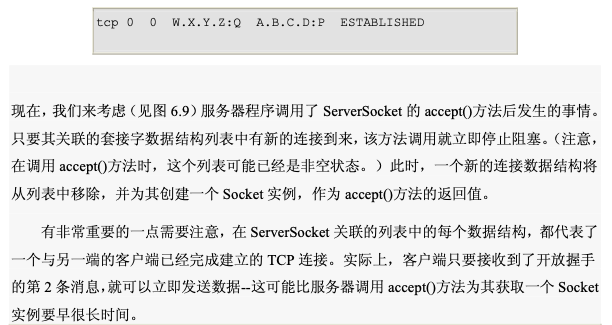 tcp 0 0 W.X.Y.Z:Q A.B.C.D:P ESTABLISHED
现在，我们来考虑（见图 6.9）服务器程序调用了 ServerSocket 的 accept()方法后发生的事情。
只要其关联的套接字数据结构列表中有新的连接到来，该方法调用就立即停止阻塞。（注意，
在调用 accept()方法时，这个列表可能已经是非空状态。）此时，一个新的连接数据结构将
从列表中移除，并为其创建一个 Socket 实例，作为 accept()方法的返回值。
有非常重要的一点需要注意，在 ServerSocket 关联的列表中的每个数据结构，都代表了
一个与另一端的客户端已经完成建立的 TCP 连接。实际上，客户端只要接收到了开放握手
的第 2 条消息，就可以立即发送数据--这可能比服务器调用 accept()方法为其获取一个 Socket
实例要早很长时间。